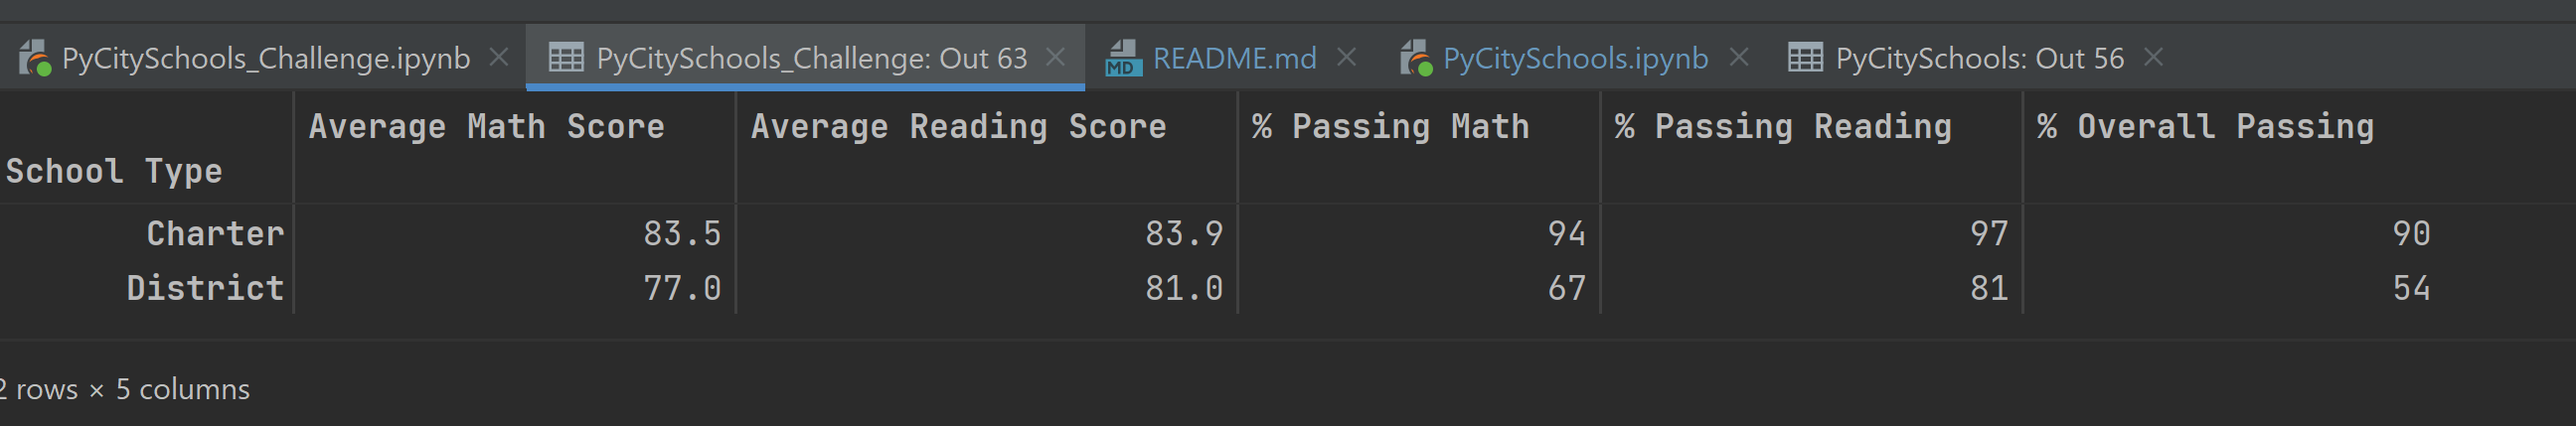 PyCitySchools_Challenge.ipynb PyCitySchools_Challenge: Out 63 MD README.md PyCitySchools.ipynb PyCitySchools: Out 56
Average Math Score Average Reading Score % Passing Math % Passing Reading % Overall Passing
School Type
Charter 83.5 83.9 94 97 90
District 77.0 81.0 67 81 54
2 rows × 5 columns